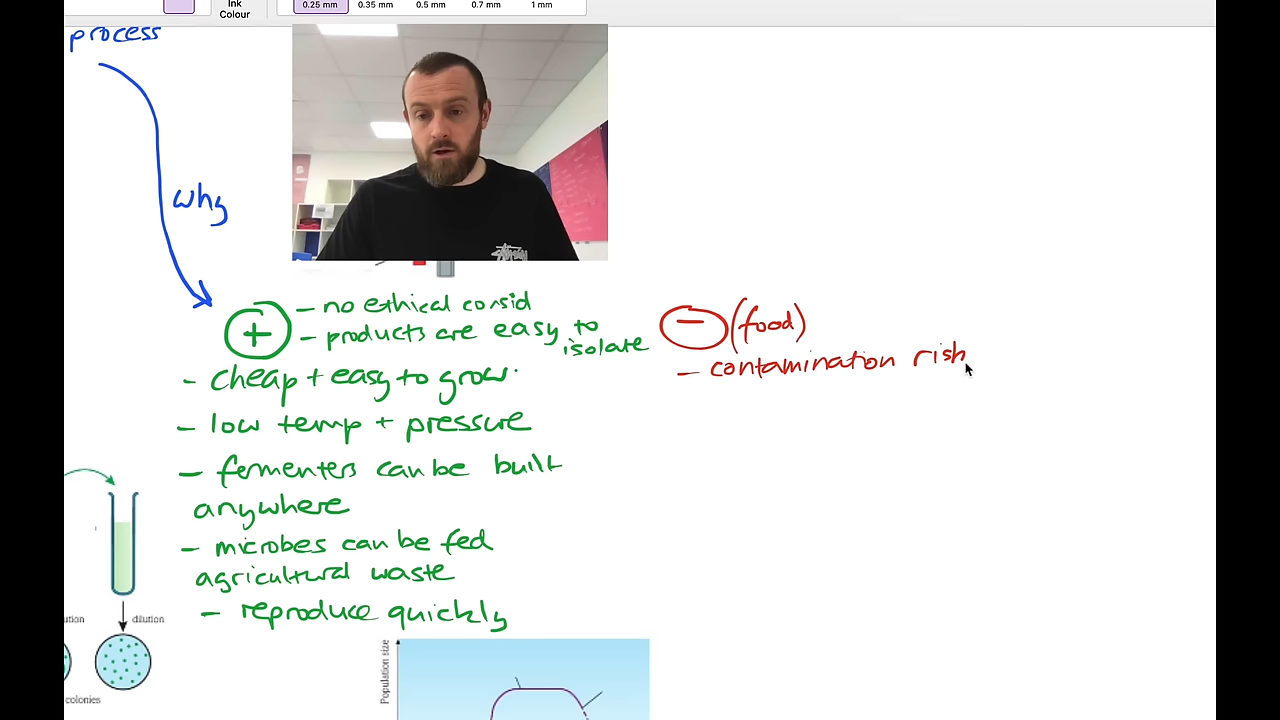 Ink
Colour
0.25 mm
0.35 mm
0.5 mm
0.7 mm
1 mm
process
why
+
- no ethical consid
- products are easy to
isolate
- cheap + easy to grow
- low temp + pressure
- fermenters can be built
anywhere
- microbes can be fed
agricultural waste
- reproduce quickly
- (food)
- contamination risk
dilution
colonies
Population size